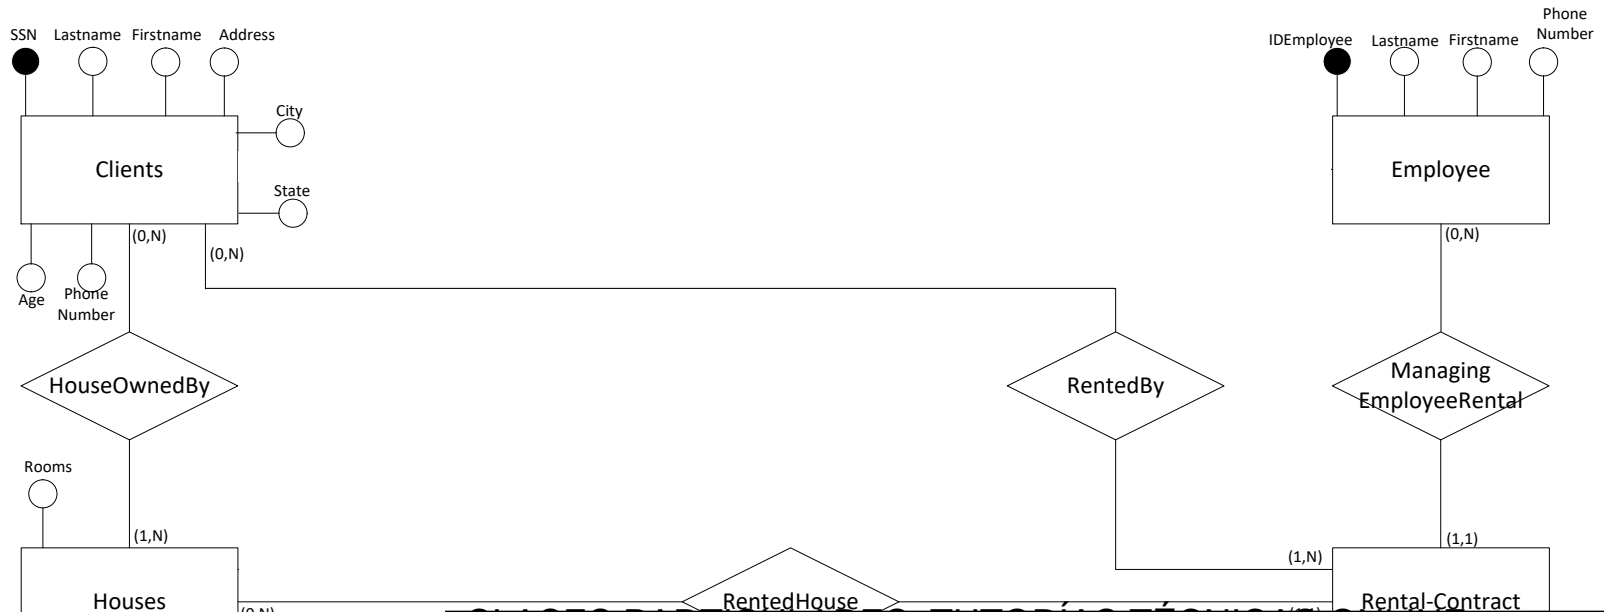 SSN Lastname Firstname Address
City
Clients
State
(0,N)
(0,N)
Age
Phone
Number
HouseOwnedBy
Rooms
(1,N)
Houses
(0,N)
RentedHouse
RentedBy
(1,N)
IDEmployee Lastname Firstname
Phone
Number
Employee
(0,N)
Managing
EmployeeRental
(1,1)
Rental-Contract